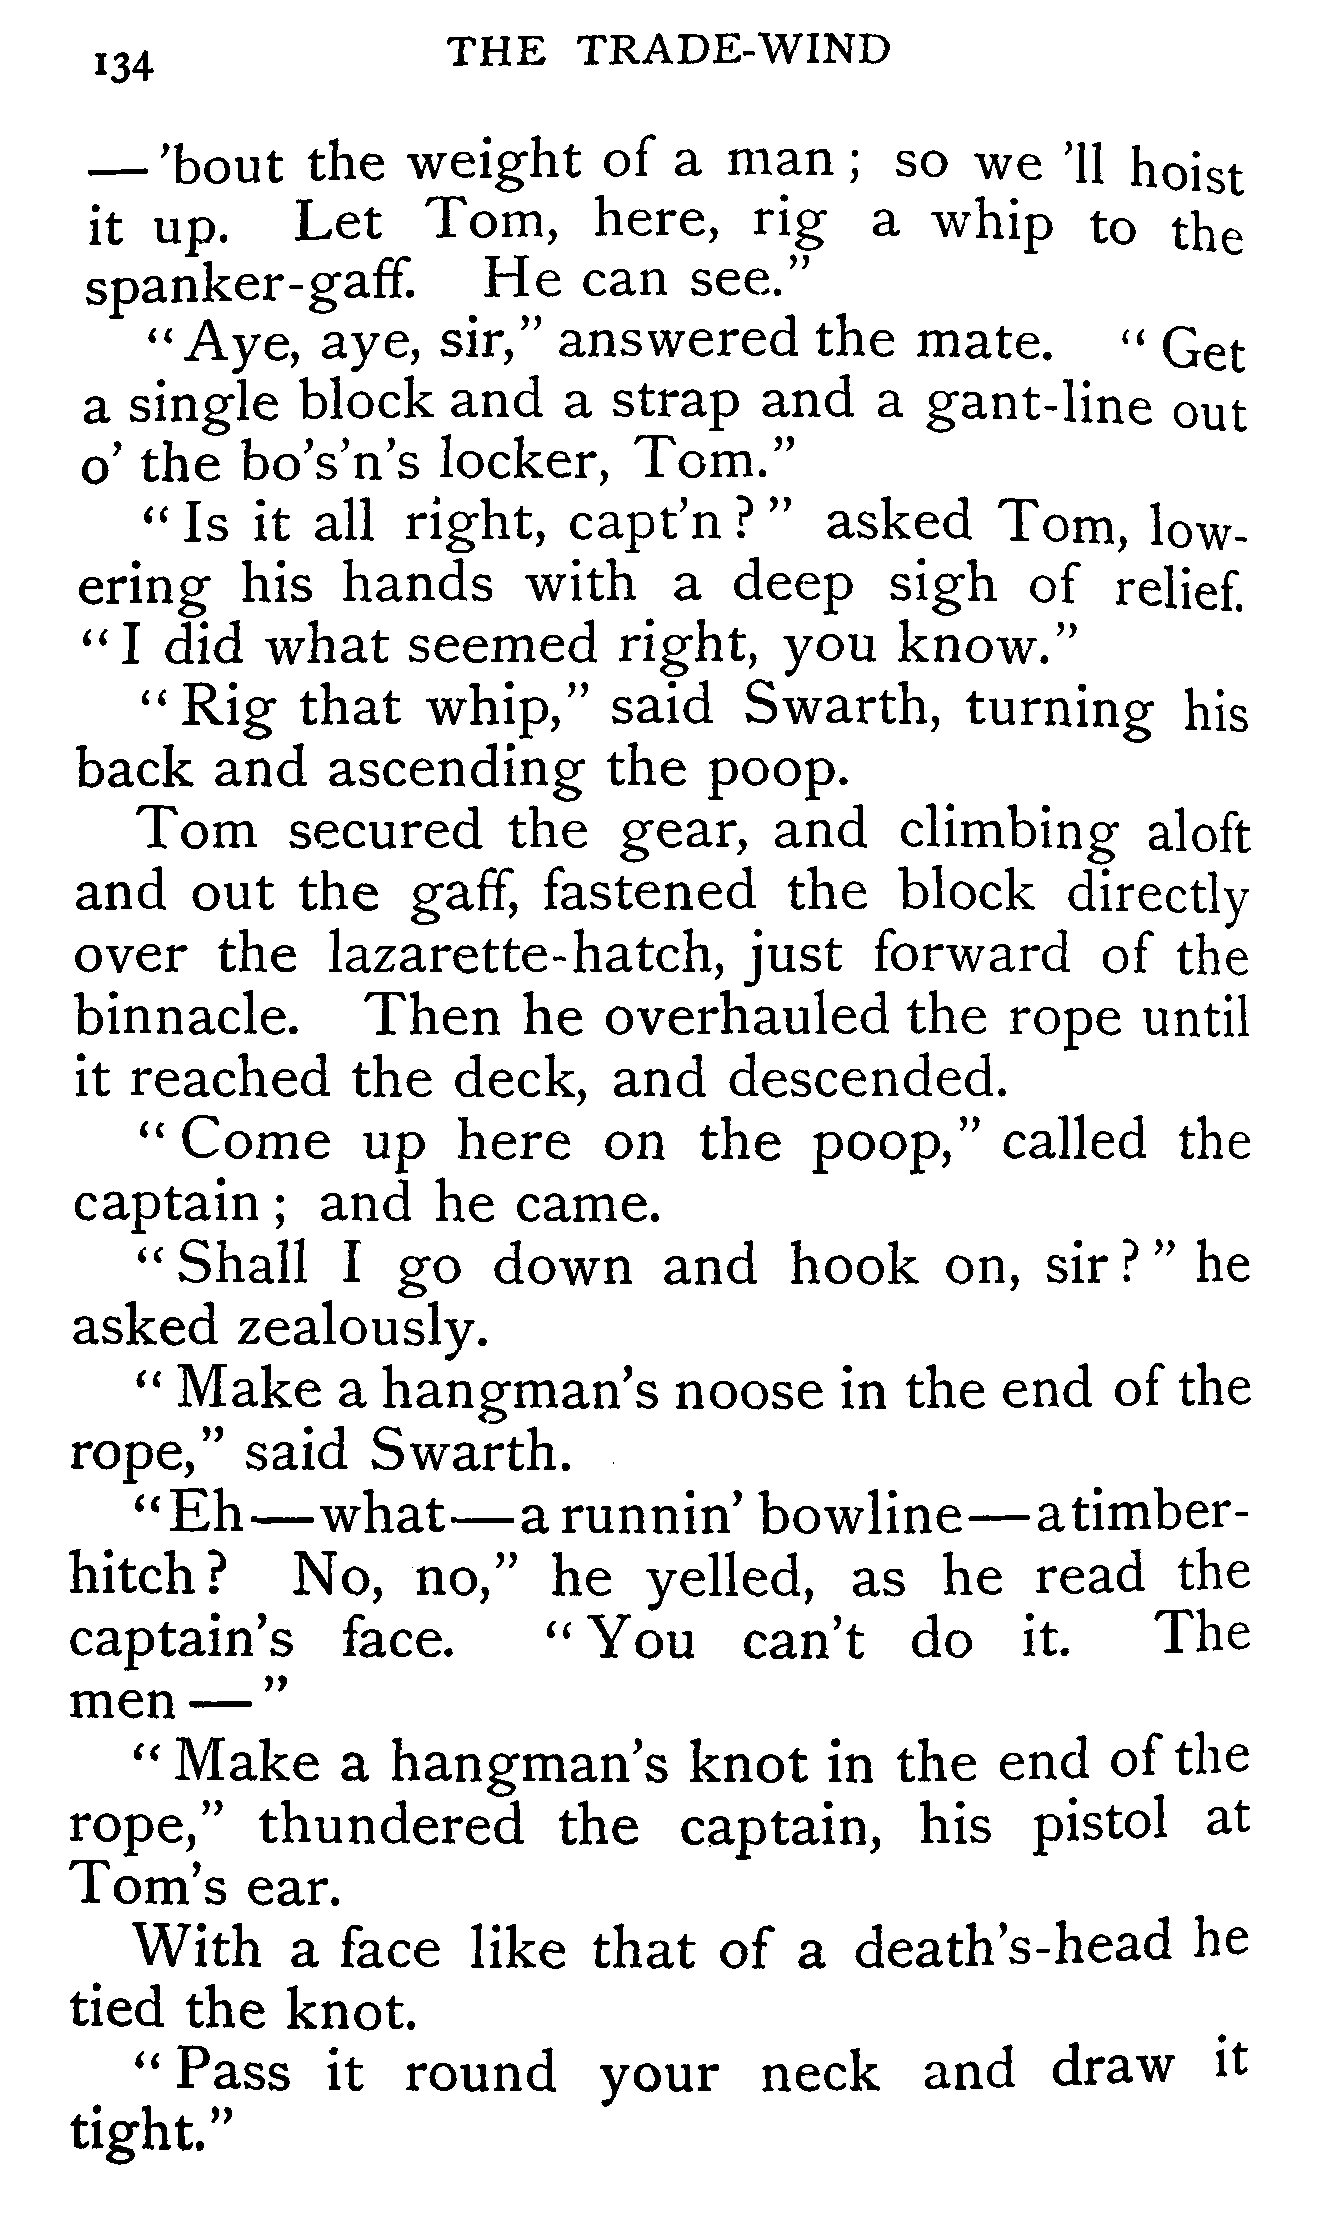 134 THE TRADE-WIND
— 'bout the weight of a man ; so we 'll hoist
it up. Let Tom, here, rig a whip to the
spanker-gaff. He can see."
"Aye, aye, sir," answered the mate. "Get
a single block and a strap and a gant-line out
o' the bo's'n's locker, Tom."
"Is it all right, capt'n ?" asked Tom, low-
ering his hands with a deep sigh of relief.
"I did what seemed right, you know."
"Rig that whip," said Swarth, turning his
back and ascending the poop.
Tom secured the gear, and climbing aloft
and out the gaff, fastened the block directly
over the lazarette-hatch, just forward of the
binnacle. Then he overhauled the rope until
it reached the deck, and descended.
"Come up here on the poop," called the
captain ; and he came.
"Shall I go down and hook on, sir ?" he
asked zealously.
"Make a hangman's noose in the end of the
rope," said Swarth.
"Eh—what—a runnin' bowline—a timber-
hitch ? No, no," he yelled, as he read the
captain's face. "You can't do it. The
men —"
"Make a hangman's knot in the end of the
rope," thundered the captain, his pistol at
Tom's ear.
With a face like that of a death's-head he
tied the knot.
"Pass it round your neck and draw it
tight."